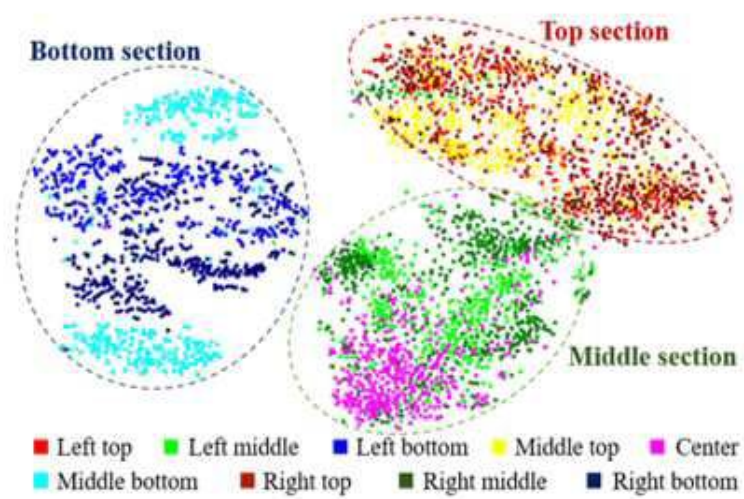 Top section
Bottom section
Middle section
Left top Left middle Left bottom Middle top Center
Middle bottom Right top Right middle Right bottom